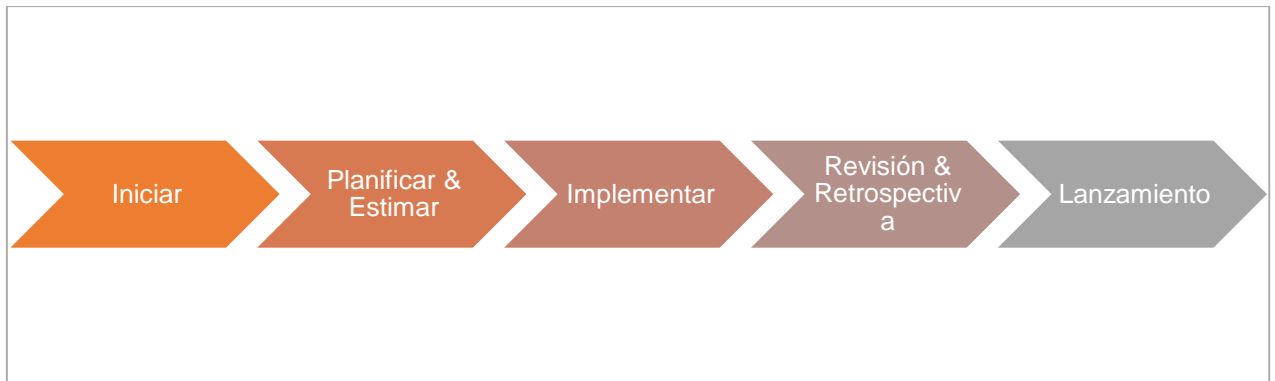 Iniciar
Planificar &
Estimar
Implementar
Revisión &
Retrospectiv
a
Lanzamiento